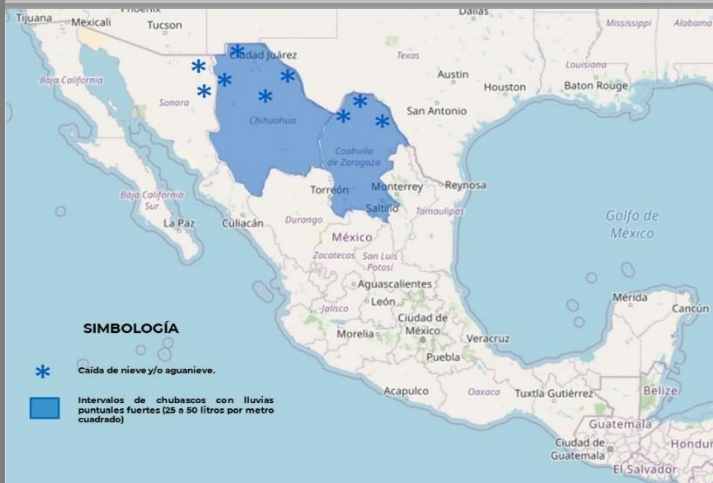 Phoenix
Dallas
Tijuana
Mexicali
Tucson
Mississippi
Alabama
Ciudad Juárez
Texas
Louisiana
Austin
Baja California
Houston
Baton Rouge
Sonora
San Antonio
Chihuahua
Coahuila
de Zaragoza
Baja California
Sur
Torreón
Monterrey
Reynosa
Saltillo
Tamaulipas
La Paz
Culiacán
Durango
Golfo de
México
México
Zacatecas
San Luis
Potosí
Aguascalientes
León
Mérida
Cancún
Jalisco
Ciudad de
México
Morelia
Veracruz
Puebla
Acapulco
Oaxaca
Tuxtla Gutiérrez
Belize
Guatemala
Ciudad de
Guatemala
Hondur
El Salvador
SIMBOLOGÍA
Caída de nieve y/o aguanieve.
Intervalos de chubascos con lluvias
puntuales fuertes (25 a 50 litros por metro
cuadrado)